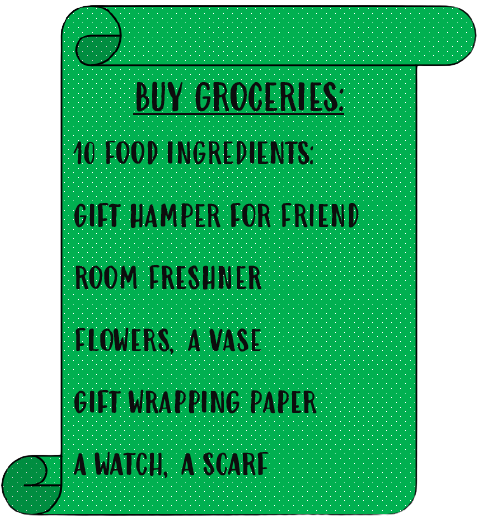 BUY GROCERIES:
10 FOOD INGREDIENTS:
GIFT HAMPER FOR FRIEND
ROOM FRESHNER
FLOWERS, A VASE
GIFT WRAPPING PAPER
A WATCH, A SCARF